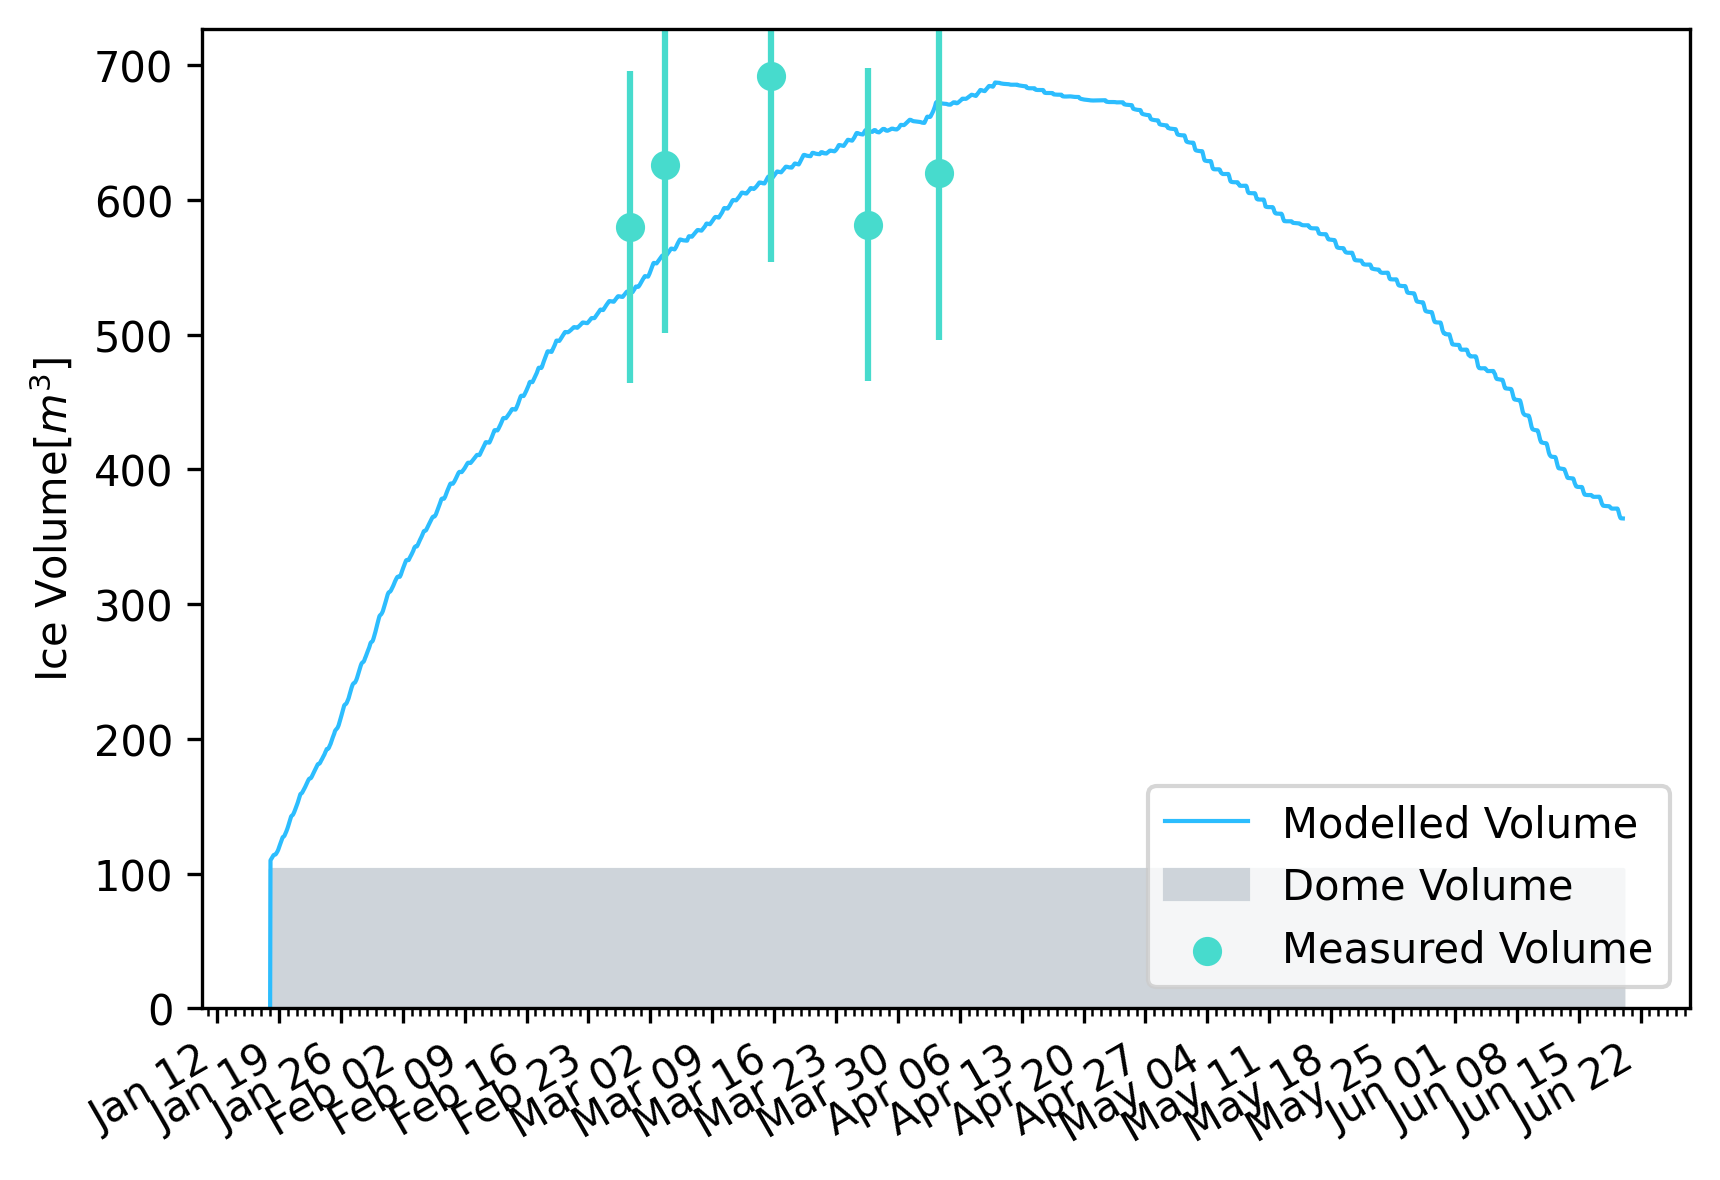 Ice Volume[m³]
700
600
500
400
300
200
100
0
Jan 12
Jan 19
Jan 26
Feb 02
Feb 09
Feb 16
Feb 23
Mar 02
Mar 09
Mar 16
Mar 23
Mar 30
Apr 06
Apr 13
Apr 20
Apr 27
May 04
May 11
May 18
May 25
Jun 01
Jun 08
Jun 15
Jun 22
Modelled Volume
Dome Volume
Measured Volume